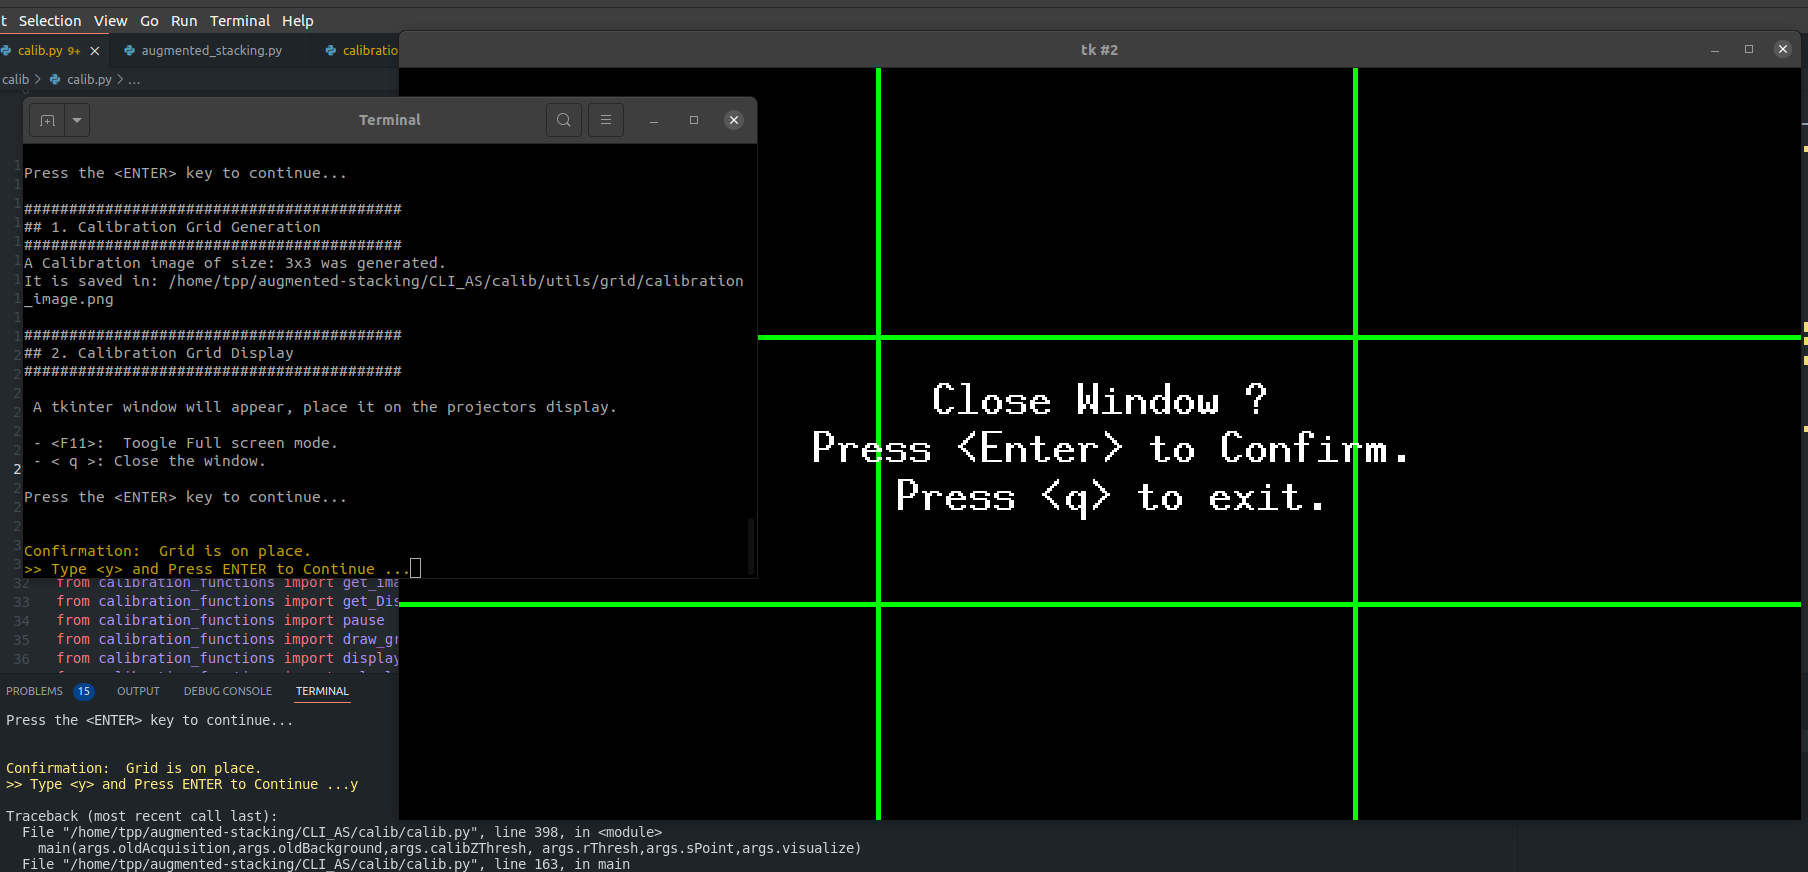 t Selection View Go Run Terminal Help
calib.py 9+
augmented_stacking.py
calibratio
tk #2
calib > calib.py > ...
Terminal
Press the <ENTER> key to continue...
##########################################
## 1. Calibration Grid Generation
##########################################
A Calibration image of size: 3x3 was generated.
It is saved in: /home/tpp/augmented-stacking/CLI_AS/calib/utils/grid/calibration
_image.png
##########################################
## 2. Calibration Grid Display
##########################################
A tkinter window will appear, place it on the projectors display.
- <F11>:  Toogle Full screen mode.
- < q >: Close the window.
Press the <ENTER> key to continue...
Confirmation:  Grid is on place.
>> Type <y> and Press ENTER to Continue ...
Close Window ?
Press <Enter> to Confirm.
Press <q> to exit.
32 from calibration_functions import get_ima
33 from calibration_functions import get_Dis
34 from calibration_functions import pause
35 from calibration_functions import draw_gr
36 from calibration_functions import display
PROBLEMS 15 OUTPUT DEBUG CONSOLE TERMINAL
Press the <ENTER> key to continue...
Confirmation:  Grid is on place.
>> Type <y> and Press ENTER to Continue ...y
Traceback (most recent call last):
File "/home/tpp/augmented-stacking/CLI_AS/calib/calib.py", line 398, in <module>
main(args.oldAcquisition,args.oldBackground,args.calibZThresh, args.rThresh,args.sPoint,args.visualize)
File "/home/tpp/augmented-stacking/CLI_AS/calib/calib.py", line 163, in main